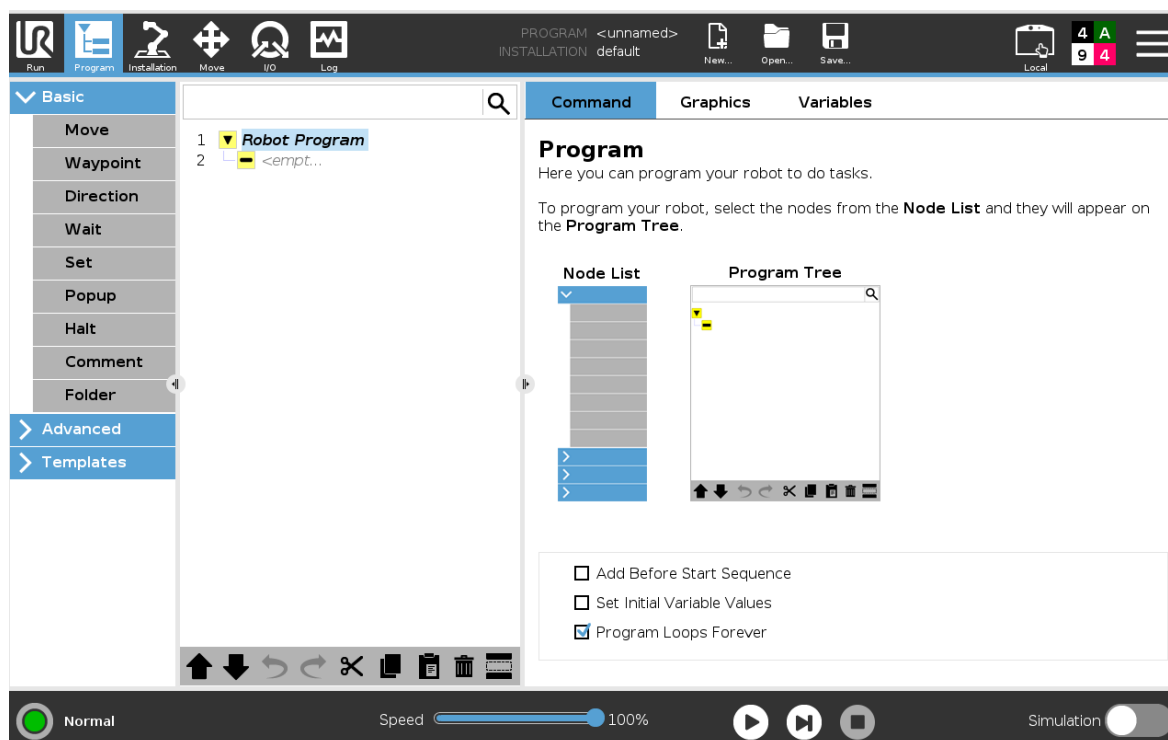 UR
PROGRAM <unnamed>
INSTALLATION default
4 A
9 4
Run Program Installation Move I/O Log New... Open... Save... Local
Basic
Move
Waypoint
Direction
Wait
Set
Popup
Halt
Comment
Folder
Advanced
Templates
1 Robot Program
2 <empt...
Command Graphics Variables
Program
Here you can program your robot to do tasks.
To program your robot, select the nodes from the Node List and they will appear on
the Program Tree.
Node List Program Tree
Add Before Start Sequence
Set Initial Variable Values
Program Loops Forever
Normal Speed 100% Simulation